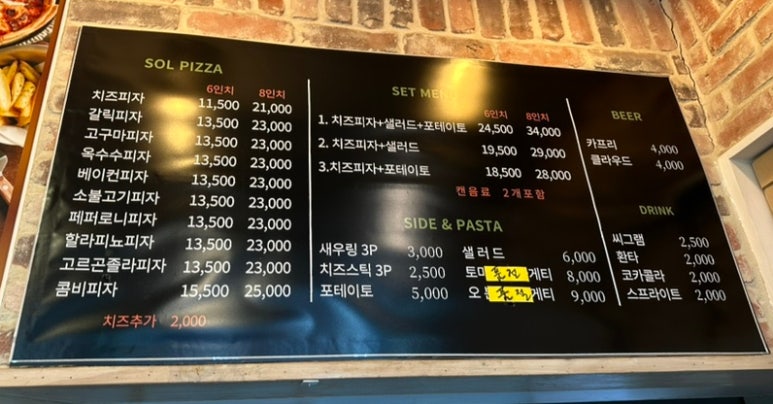 SOL PIZZA
6인치 8인치
치즈피자 11,500 21,000
갈릭피자 13,500 23,000
고구마피자 13,500 23,000
옥수수피자 13,500 23,000
베이컨피자 13,500 23,000
소불고기피자 13,500 23,000
페퍼로니피자 13,500 23,000
할라피뇨피자 13,500 23,000
고르곤졸라피자 13,500 23,000
콤비피자 15,500 25,000
치즈추가 2,000
SET MENU
6인치 8인치
1. 치즈피자+샐러드+포테이토 24,500 34,000
2. 치즈피자+샐러드 19,500 29,000
3.치즈피자+포테이토 18,500 28,000
캔음료 2개포함
SIDE & PASTA
새우링 3P 3,000
치즈스틱 3P 2,500
포테이토 5,000
샐러드 6,000
품절 게티 8,000
오 품절 게티 9,000
BEER
카프리 4,000
클라우드 4,000
DRINK
씨그램 2,500
환타 2,000
코카콜라 2,000
스프라이트 2,000